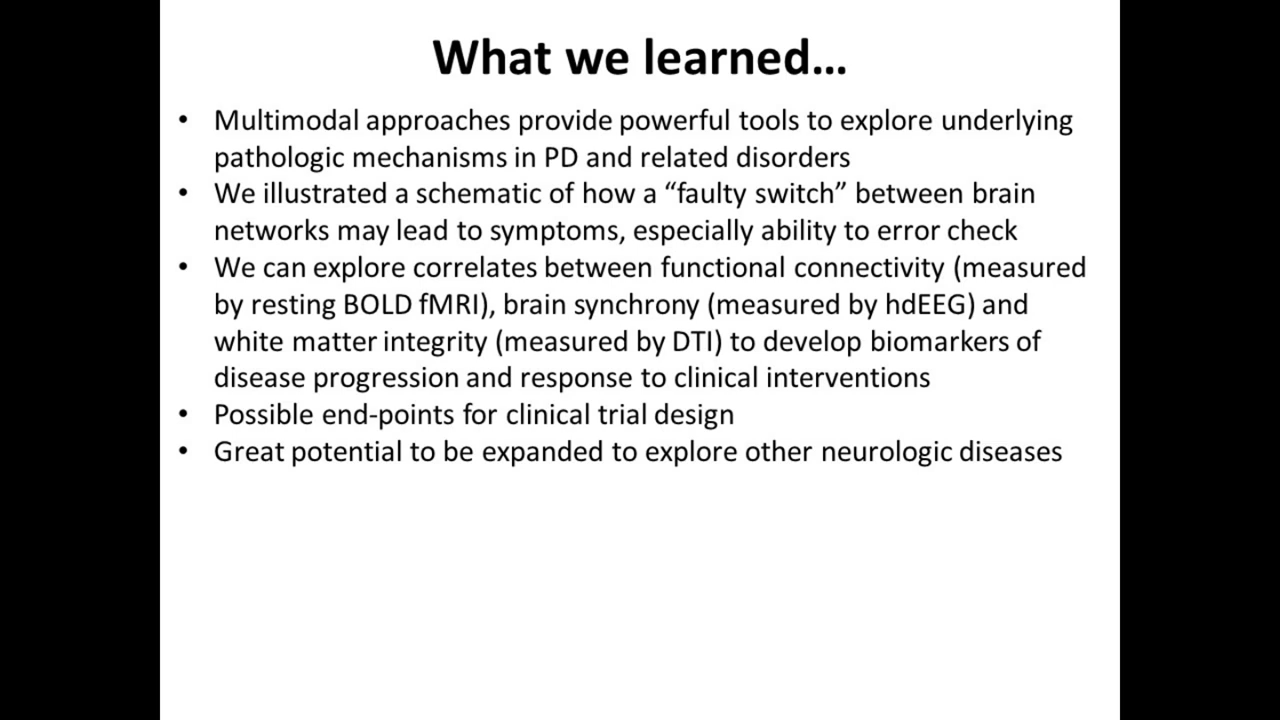 What we learned…
• Multimodal approaches provide powerful tools to explore underlying
pathologic mechanisms in PD and related disorders
• We illustrated a schematic of how a “faulty switch” between brain
networks may lead to symptoms, especially ability to error check
• We can explore correlates between functional connectivity (measured
by resting BOLD fMRI), brain synchrony (measured by hdEEG) and
white matter integrity (measured by DTI) to develop biomarkers of
disease progression and response to clinical interventions
• Possible end-points for clinical trial design
• Great potential to be expanded to explore other neurologic diseases